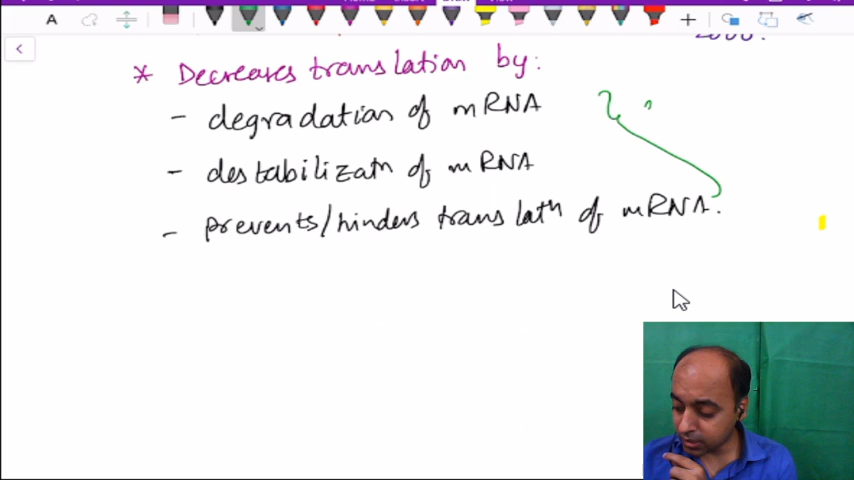 * Decreases translation by:
- degradation of mRNA
- destabilizatn of mRNA
- prevents/hinders translatn of mRNA.